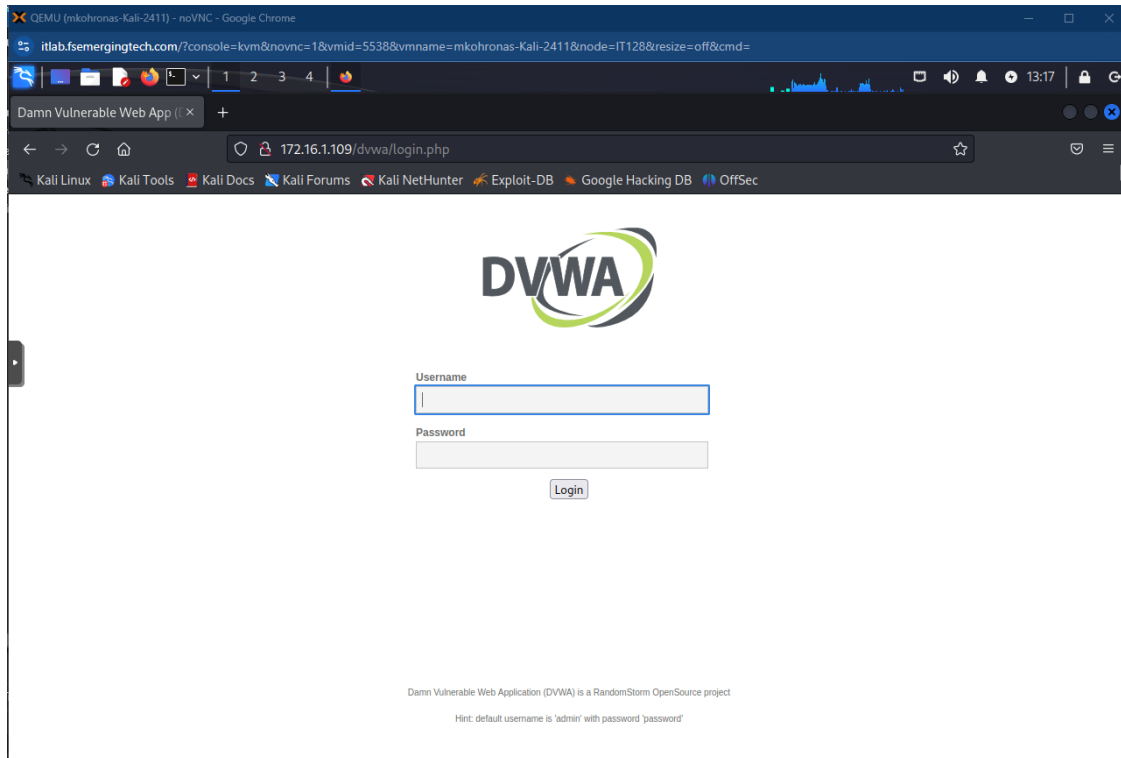 QEMU (mkohronas-Kali-2411) - noVNC - Google Chrome
itlab.fsemergingtech.com/?console=kvm&novnc=1&vmid=5538&vmname=mkohronas-Kali-2411&node=IT128&resize=off&cmd=
1 2 3 4 13:17
Damn Vulnerable Web App (
172.16.1.109/dvwa/login.php
Kali Linux Kali Tools Kali Docs Kali Forums Kali NetHunter Exploit-DB Google Hacking DB OffSec
DVWA
Username
Password
Login
Damn Vulnerable Web Application (DVWA) is a RandomStorm OpenSource project
Hint: default username is 'admin' with password 'password'